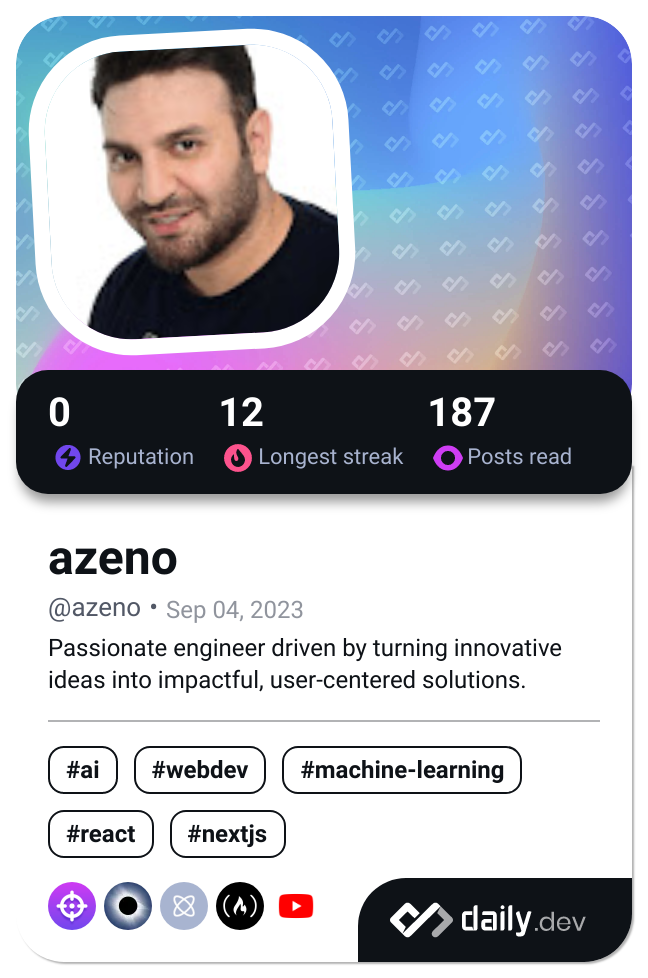 0 12 187
Reputation Longest streak Posts read
azeno
@azeno • Sep 04, 2023
Passionate engineer driven by turning innovative
ideas into impactful, user-centered solutions.
#ai #webdev #machine-learning
#react #nextjs
daily.dev